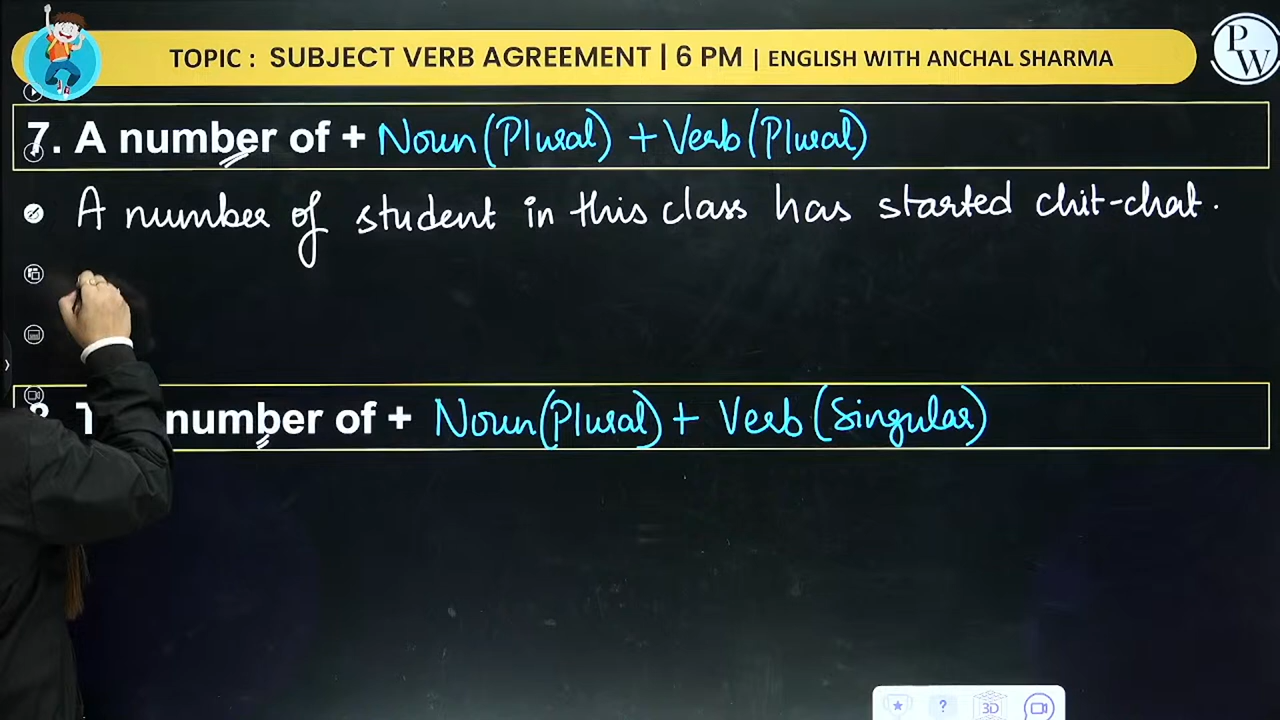 TOPIC : SUBJECT VERB AGREEMENT | 6 PM | ENGLISH WITH ANCHAL SHARMA
P
W
7. A number of + Noun (Plural) + Verb (Plural)
A number of student in this class has started chit-chat.
number of + Noun (Plural) + Verb (Singular)
? 3D